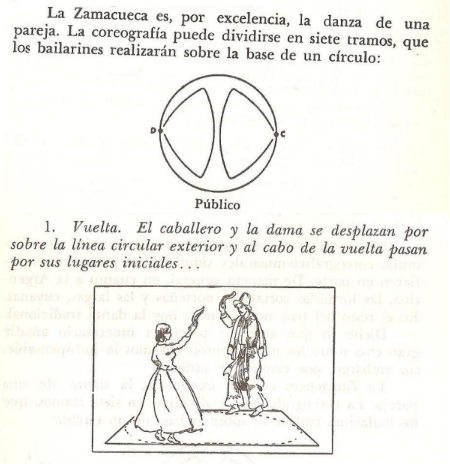 La Zamacueca es, por excelencia, la danza de una
pareja. La coreografía puede dividirse en siete tramos, que
los bailarines realizarán sobre la base de un círculo:
D
C
Público
1. Vuelta. El caballero y la dama se desplazan por
sobre la línea circular exterior y al cabo de la vuelta pasan
por sus lugares iniciales...